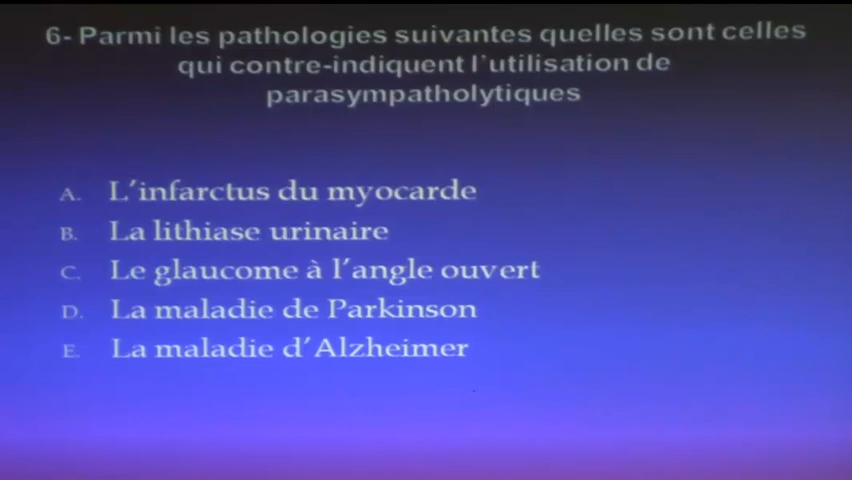 6- Parmi les pathologies suivantes quelles sont celles
qui contre-indiquent l'utilisation de
parasympatholytiques
A. L'infarctus du myocarde
B. La lithiase urinaire
C. Le glaucome à l'angle ouvert
D. La maladie de Parkinson
E. La maladie d'Alzheimer